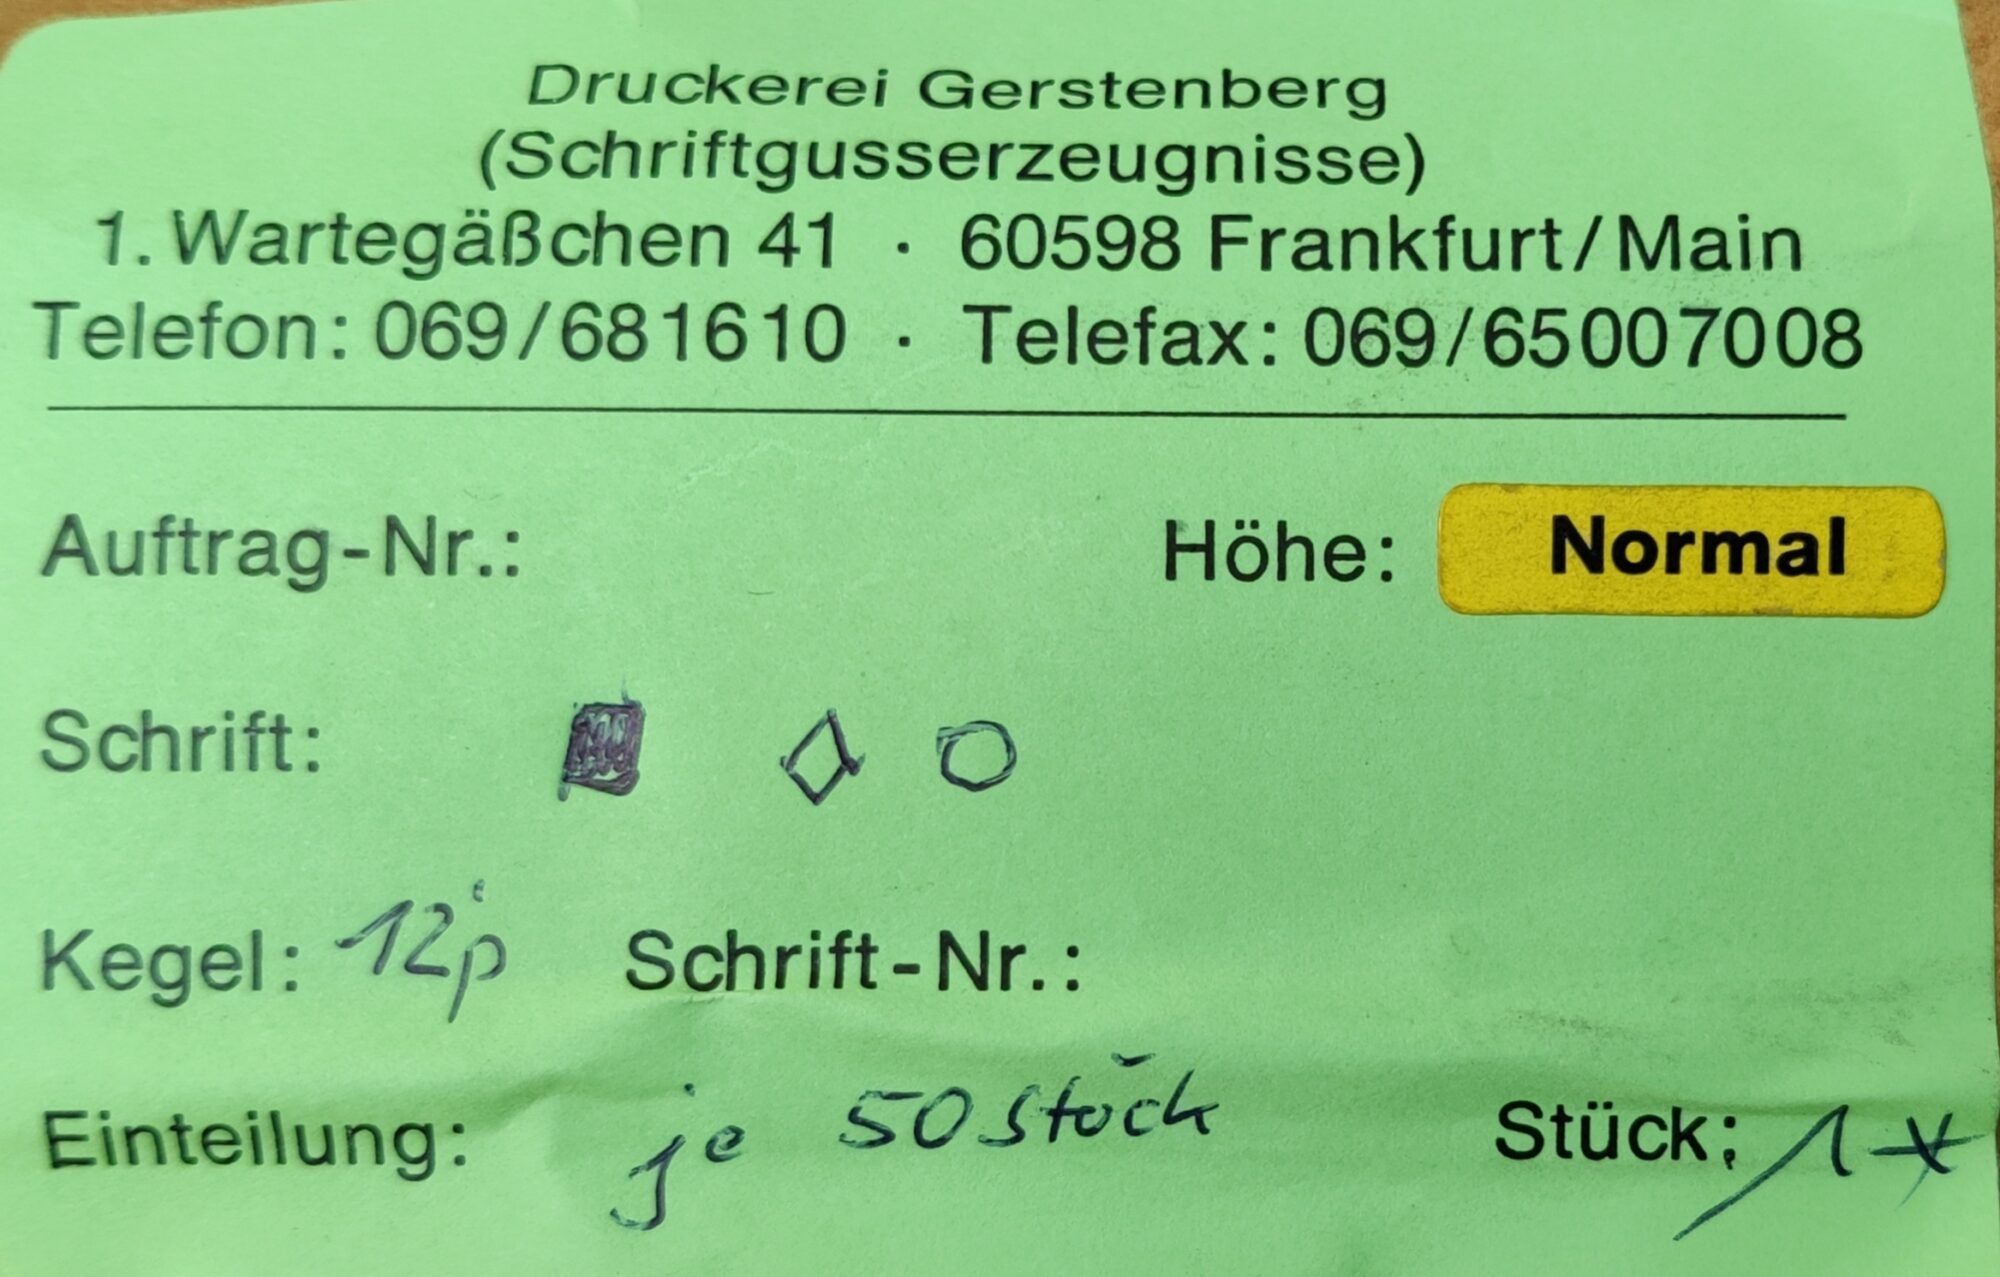 Druckerei Gerstenberg
(Schriftgusserzeugnisse)
1. Wartegäßchen 41 · 60598 Frankfurt/Main
Telefon: 069/681610 · Telefax: 069/65007008
Auftrag-Nr.: Höhe: Normal
Schrift: ■ ◇ ○
Kegel: 12p Schrift-Nr.:
Einteilung: je 50 Stück Stück: 1x